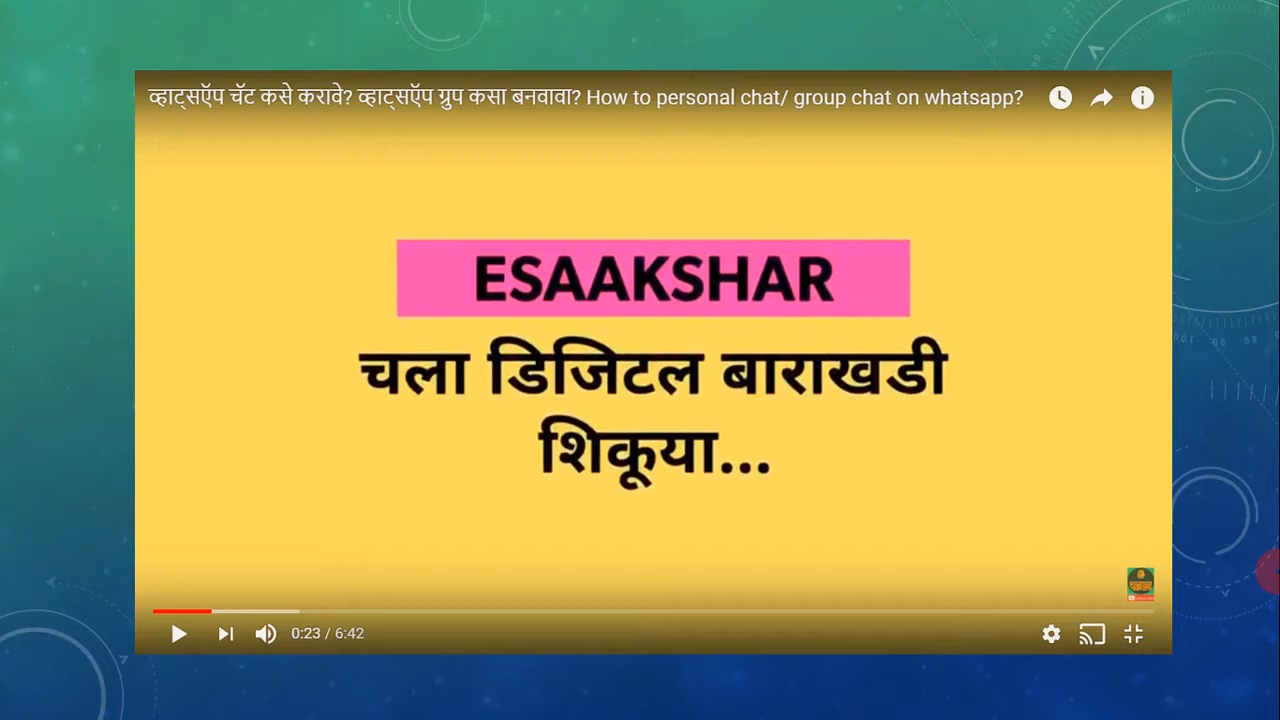 व्हाट्सऍप चॅट कसे करावे? व्हाट्सऍप ग्रुप कसा बनवावा? How to personal chat/ group chat on whatsapp?
ESAAKSHAR
चला डिजिटल बाराखडी
शिकूया...
0:23 / 6:42